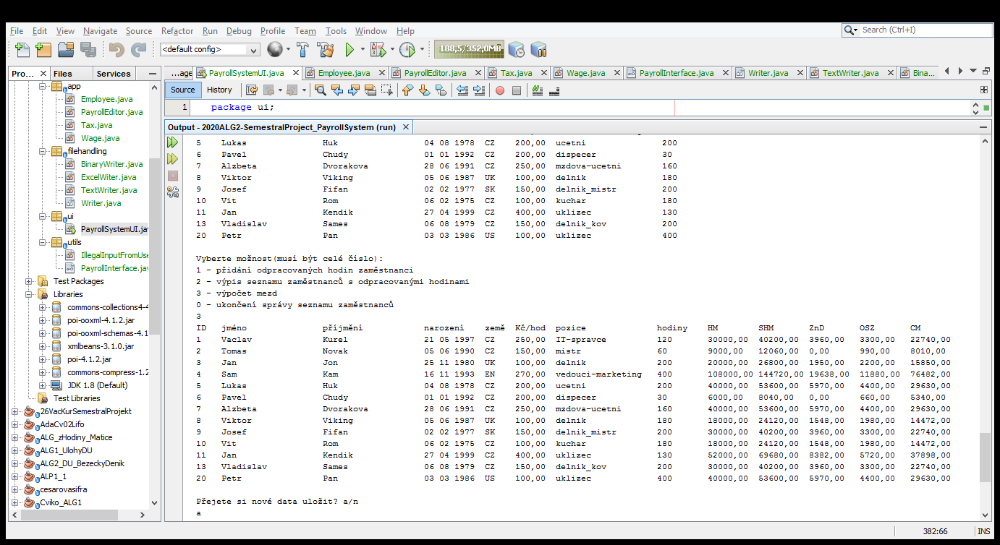 File Edit View Navigate Source Refactor Run Debug Profile Team Tools Window Help
Search (Ctrl+I)
<default config>
188,5/352,0MB
Pro... Files Services
...age PayrollSystemUI.java Employee.java PayrollEditor.java Tax.java Wage.java PayrollInterface.java Writer.java TextWriter.java Bina...
Source History
1 package ui;
app
Employee.java
PayrollEditor.java
Tax.java
Wage.java
filehandling
BinaryWriter.java
ExcelWiter.java
TextWriter.java
Writer.java
ui
PayrollSystemUI.jav
utils
IllegalInputFromUse
PayrollInterface.jav
Test Packages
Libraries
commons-collections4-4
poi-ooxml-4.1.2.jar
poi-ooxml-schemas-4.1
xmlbeans-3.1.0.jar
poi-4.1.2.jar
commons-compress-1.2
JDK 1.8 (Default)
Test Libraries
26VacKurSemestralProjekt
AdaCv02Lifo
ALG_zHodiny_Matice
ALG1_UlohyDU
ALG2_DU_BezeckyDenik
ALP1_1
cesarovasifra
Cviko_ALG1
Output - 2020ALG2-SemestralProject_PayrollSystem (run)
5 Lukas Huk 04 08 1978 CZ 200,00 ucetni 200
6 Pavel Chudy 01 01 1992 CZ 200,00 dispecer 30
7 Alzbeta Dvorakova 28 06 1991 CZ 250,00 mzdova-ucetni 160
8 Viktor Viking 05 06 1987 UK 100,00 delnik 180
9 Josef Fifan 02 02 1977 SK 150,00 delnik_mistr 200
10 Vit Rom 06 02 1975 CZ 100,00 kuchar 180
11 Jan Kendik 27 04 1999 CZ 400,00 uklizec 130
13 Vladislav Sames 06 08 1979 CZ 150,00 delnik_kov 200
20 Petr Pan 03 03 1986 US 100,00 uklizec 400
Vyberte možnost(musí být celé číslo):
1 - přidání odpracovaných hodin zaměstnanci
2 - výpis seznamu zaměstnanců s odpracovanými hodinami
3 - výpočet mezd
0 - ukončení správy seznamu zaměstnanců
3
ID jméno příjmění narození země Kč/hod pozice hodiny HM SHM ZnD OSZ CM
1 Vaclav Kurel 21 05 1997 CZ 250,00 IT-spravce 120 30000,00 40200,00 3960,00 3300,00 22740,00
2 Tomas Novak 05 06 1990 CZ 150,00 mistr 60 9000,00 12060,00 0,00 990,00 8010,00
3 Jan Jon 25 11 1980 UK 100,00 delnik 200 20000,00 26800,00 1950,00 2200,00 15850,00
4 Sam Kam 16 11 1993 EN 270,00 vedouci-marketing 400 108000,00 144720,00 19638,00 11880,00 76482,00
5 Lukas Huk 04 08 1978 CZ 200,00 ucetni 200 40000,00 53600,00 5970,00 4400,00 29630,00
6 Pavel Chudy 01 01 1992 CZ 200,00 dispecer 30 6000,00 8040,00 0,00 660,00 5340,00
7 Alzbeta Dvorakova 28 06 1991 CZ 250,00 mzdova-ucetni 160 40000,00 53600,00 5970,00 4400,00 29630,00
8 Viktor Viking 05 06 1987 UK 100,00 delnik 180 18000,00 24120,00 1548,00 1980,00 14472,00
9 Josef Fifan 02 02 1977 SK 150,00 delnik_mistr 200 30000,00 40200,00 3960,00 3300,00 22740,00
10 Vit Rom 06 02 1975 CZ 100,00 kuchar 180 18000,00 24120,00 1548,00 1980,00 14472,00
11 Jan Kendik 27 04 1999 CZ 400,00 uklizec 130 52000,00 69680,00 8382,00 5720,00 37898,00
13 Vladislav Sames 06 08 1979 CZ 150,00 delnik_kov 200 30000,00 40200,00 3960,00 3300,00 22740,00
20 Petr Pan 03 03 1986 US 100,00 uklizec 400 40000,00 53600,00 5970,00 4400,00 29630,00
Přejete si nové data uložit? a/n
a
382:66 INS